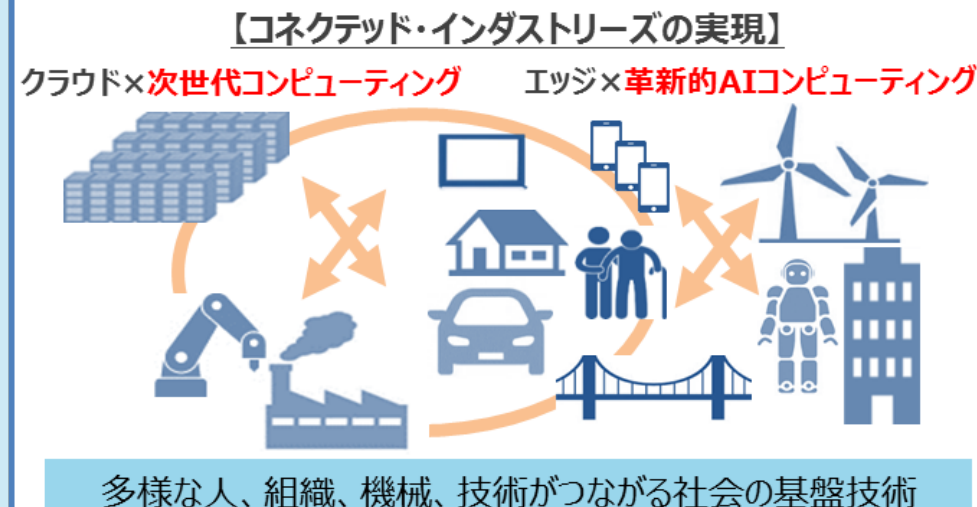 【コネクテッド・インダストリーズの実現】
クラウド×次世代コンピューティング
エッジ×革新的AIコンピューティング
多様な人、組織、機械、技術がつながる社会の基盤技術